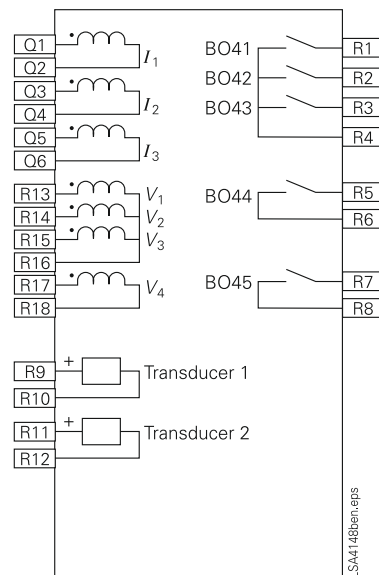 Q1
Q2
I1
Q3
Q4
I2
Q5
Q6
I3
R13
V1
R14
V2
R15
V3
R16
R17
V4
R18
R9
+
Transducer 1
R10
R11
+
Transducer 2
R12
BO41
R1
BO42
R2
BO43
R3
R4
BO44
R5
R6
BO45
R7
R8
LSA4148ben.eps